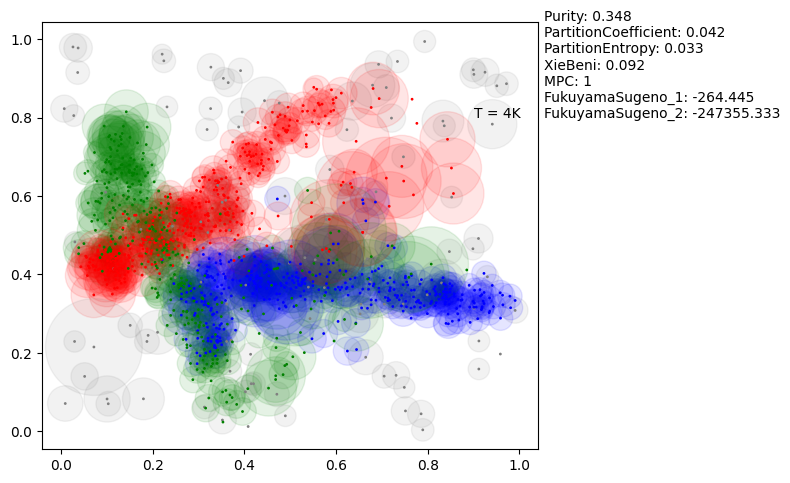 Purity: 0.348
PartitionCoefficient: 0.042
PartitionEntropy: 0.033
XieBeni: 0.092
MPC: 1
FukuyamaSugeno_1: -264.445
FukuyamaSugeno_2: -247355.333
T = 4K
1.0
0.8
0.6
0.4
0.2
0.0
0.0 0.2 0.4 0.6 0.8 1.0